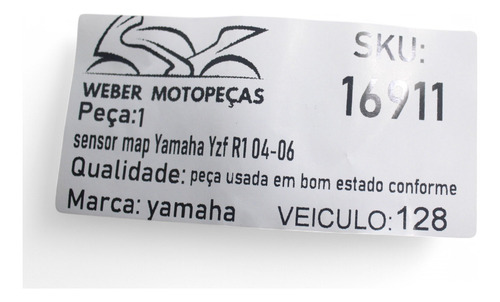 WEBER MOTOPEÇAS
SKU:
16911
Peça:1
sensor map Yamaha Yzf R1 04-06
Qualidade: peça usada em bom estado conforme
Marca: yamaha
VEICULO:128